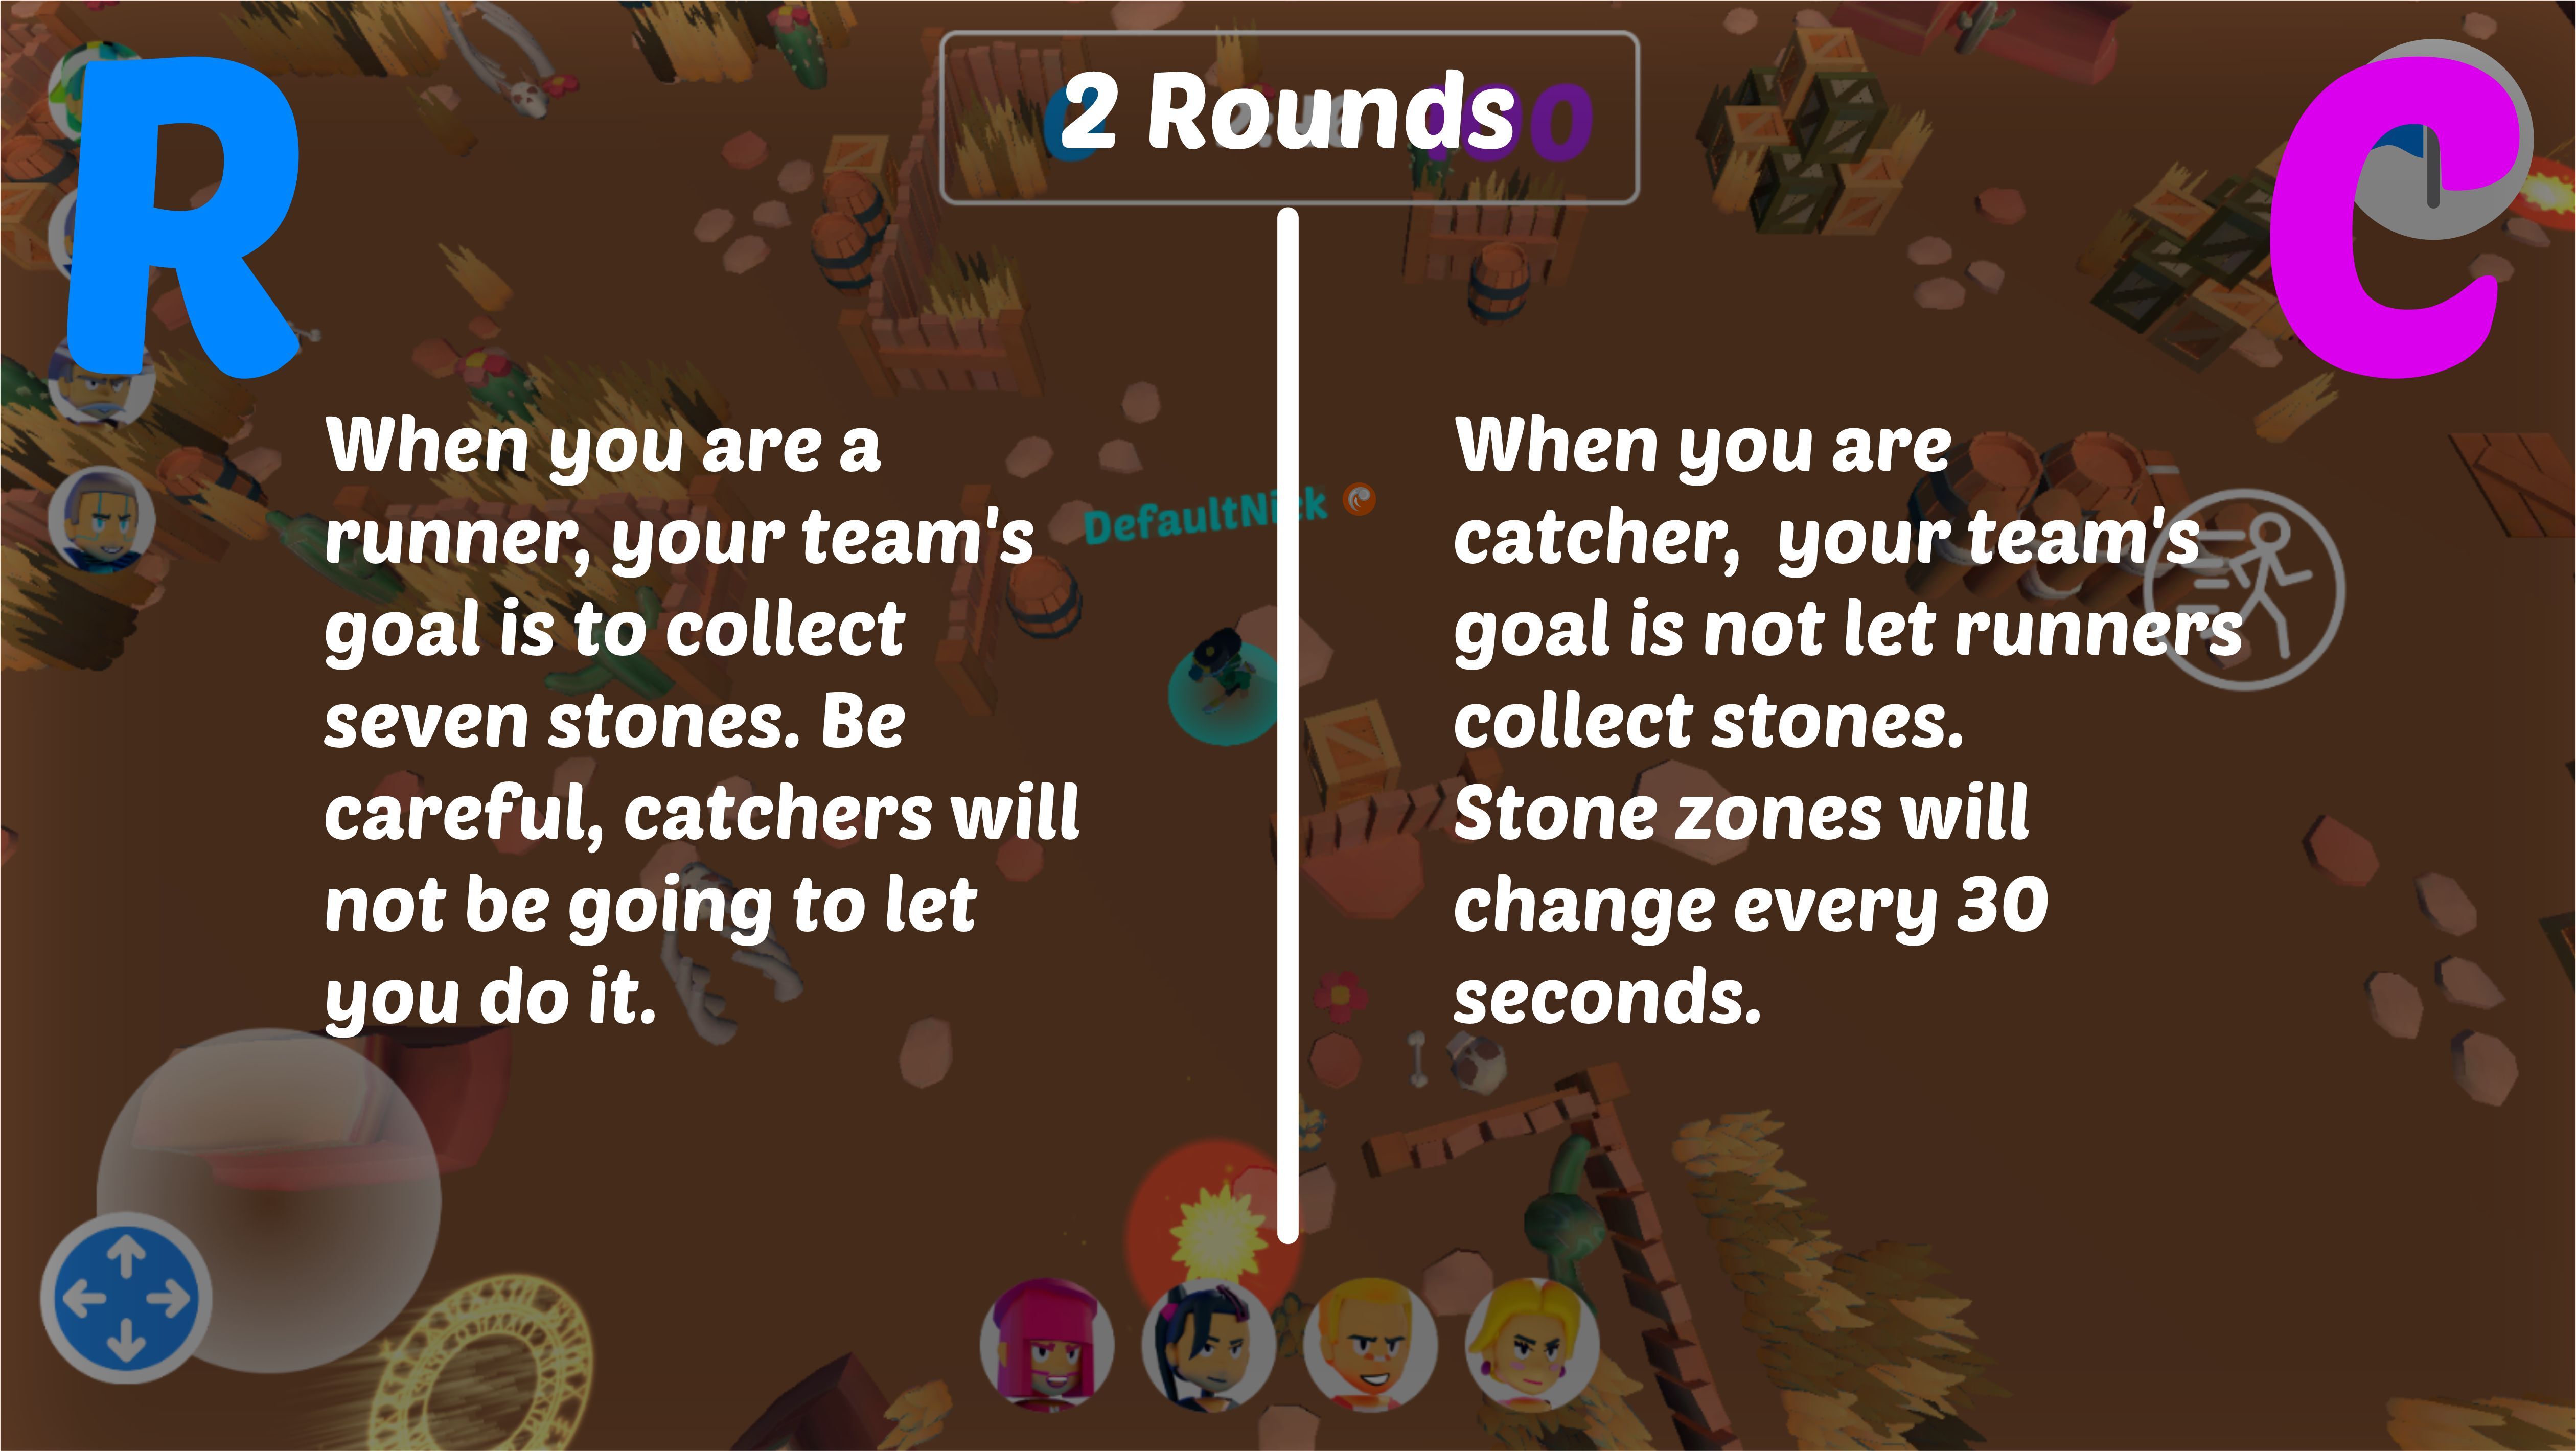 2 Rounds
R
C
When you are a
runner, your team's
goal is to collect
seven stones. Be
careful, catchers will
not be going to let
you do it.
When you are
catcher,  your team's
goal is not let runners
collect stones.
Stone zones will
change every 30
seconds.
DefaultNick